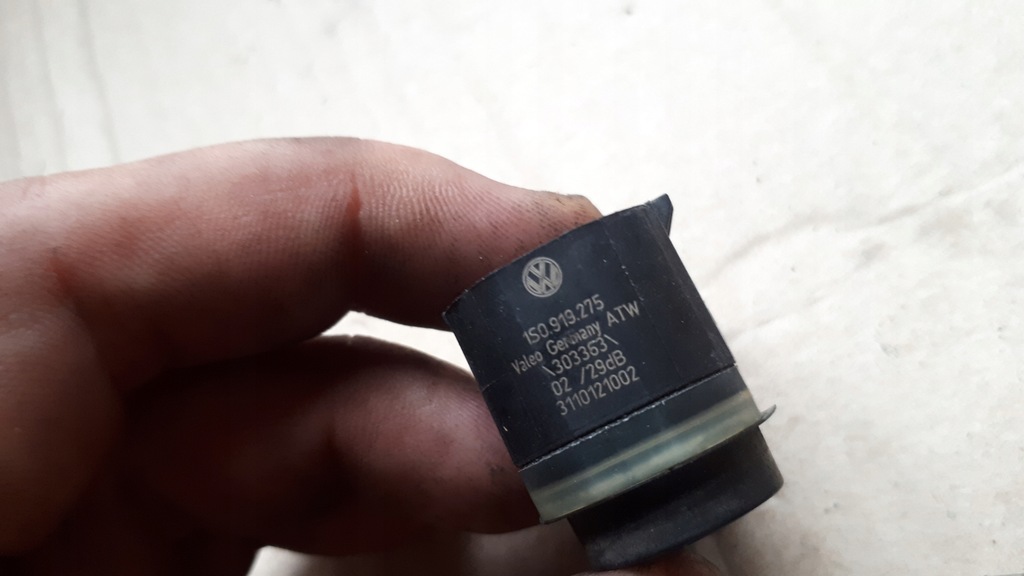 1S0.919.275
Valeo Germany ATW
\303363\
02 /29dB
3110121002